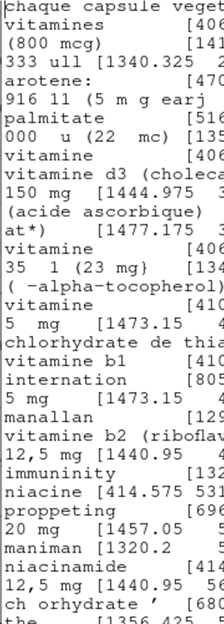 chaque capsule veget
vitamines [406
(800 mcg) [141
333 ull [1340.325 2
arotene: [470
916 11 (5 m g earj
palmitate [516
000 u (22 mc) [135
vitamine [406
vitamine d3 (choleca
150 mg [1444.975 3
(acide ascorbique)
at*) [1477.175 3
vitamine [406
35 1 (23 mg} [134
( -alpha-tocopherol)
vitamine [410
5 mg [1473.15 4
chlorhydrate de thia
vitamine b1 [410
internation [805
5 mg [1473.15 4
manallan [129
vitamine b2 (riboflav
12,5 mg [1440.95 4
immuninity [132
niacine [414.575 531
proppeting [696
20 mg [1457.05 5
maniman [1320.2 5
niacinamide [414
12,5 mg [1440.95 56
ch orhydrate ’ [680
the [1356.425 5